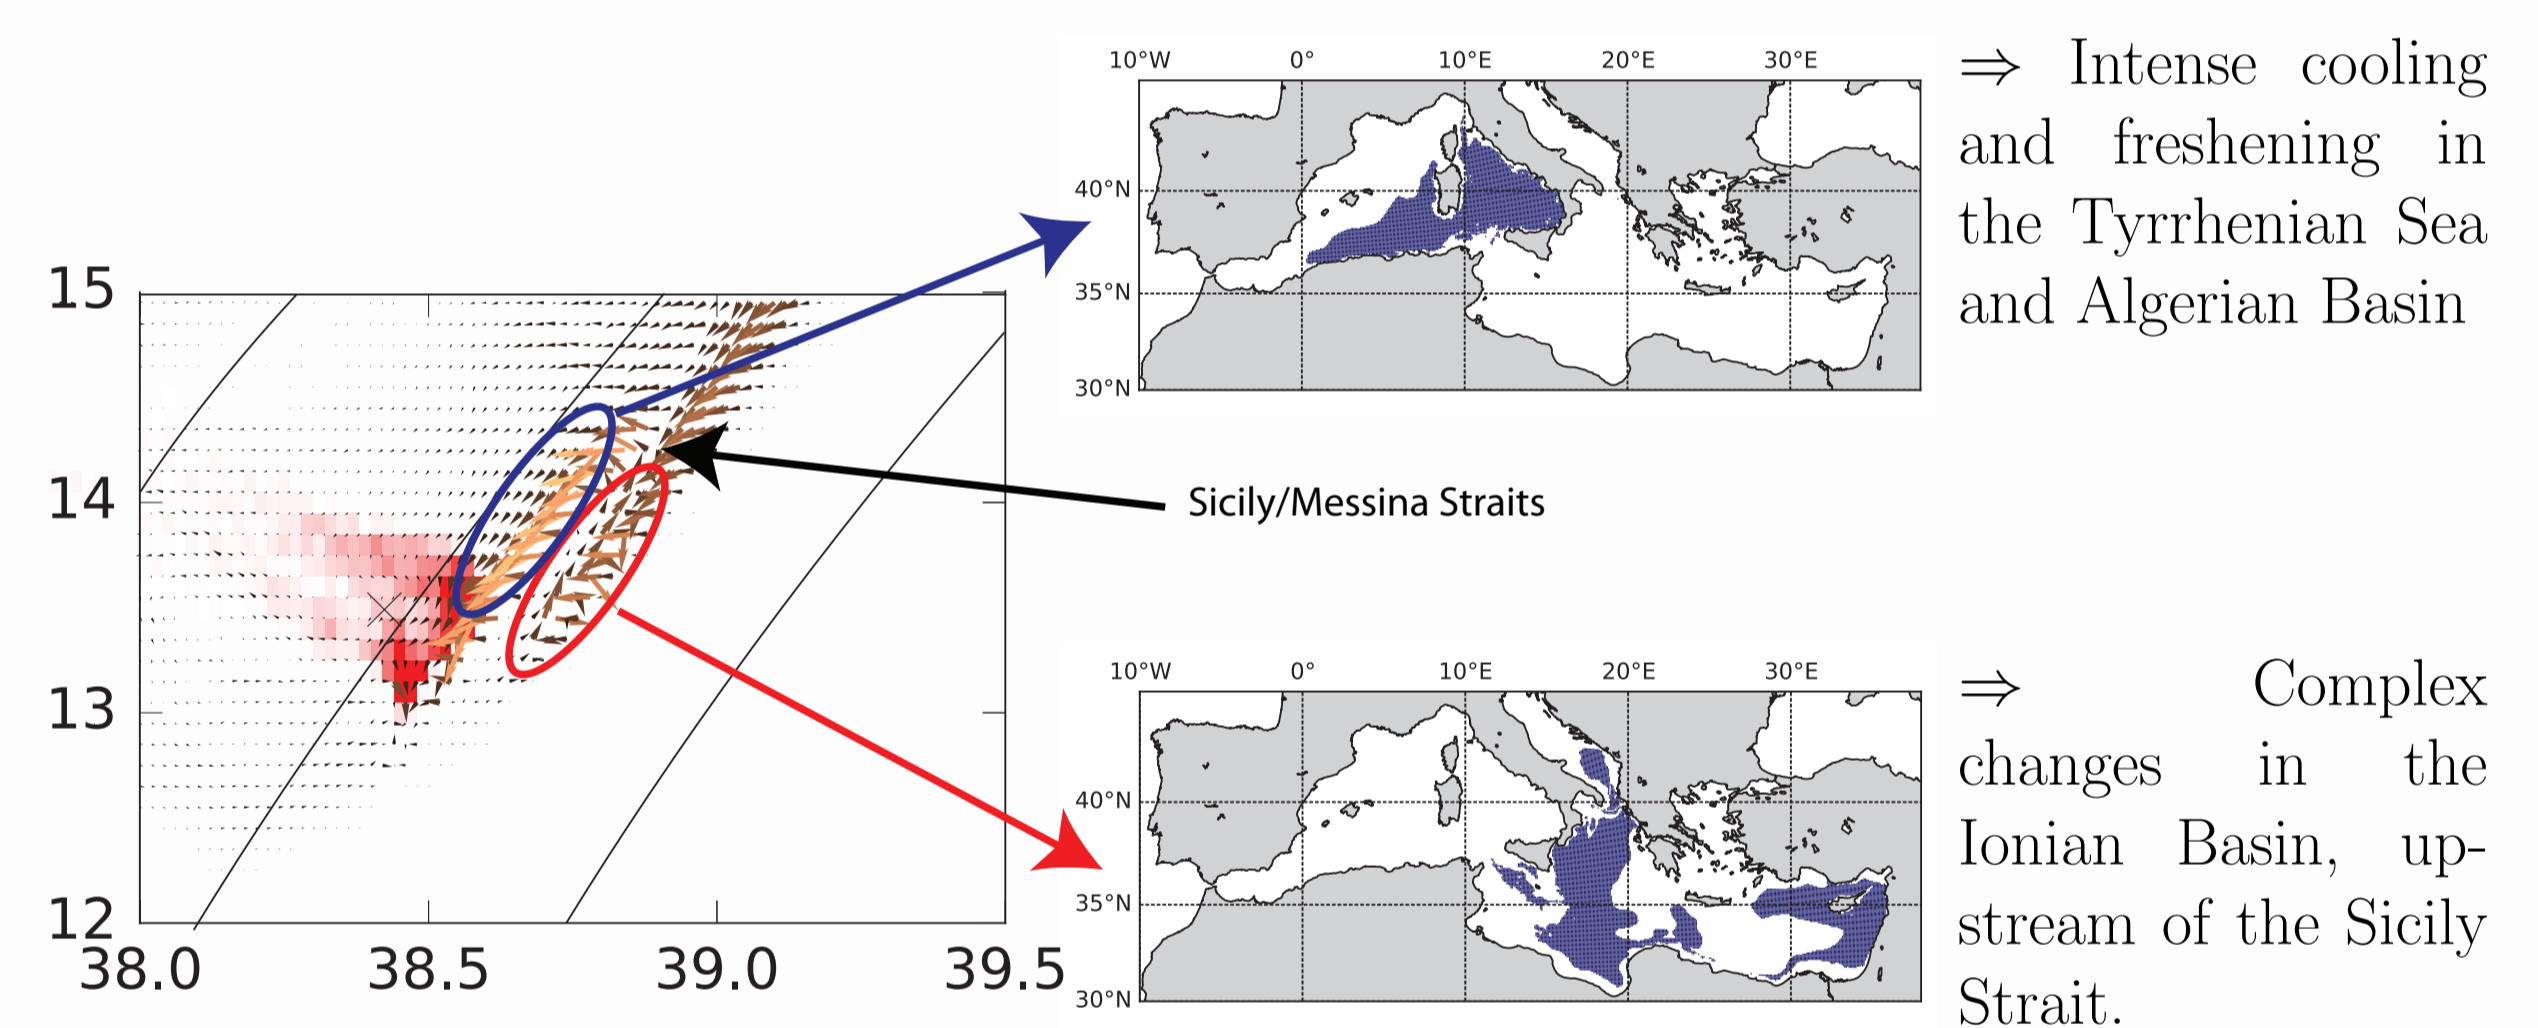 10°W 0° 10°E 20°E 30°E
40°N
35°N
30°N
⇒ Intense cooling
and freshening in
the Tyrrhenian Sea
and Algerian Basin
15
14
13
12
38.0 38.5 39.0 39.5
Sicily/Messina Straits
10°W 0° 10°E 20°E 30°E
40°N
35°N
30°N
⇒ Complex
changes in the
Ionian Basin, up-
stream of the Sicily
Strait.